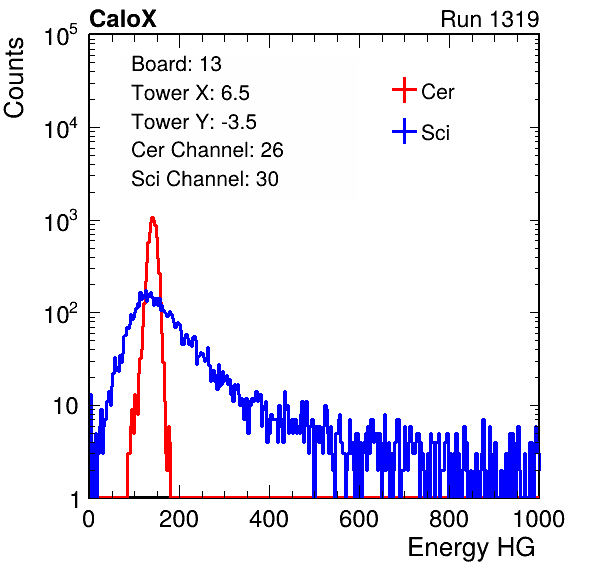 CaloX Run 1319
Counts
10^5
10^4
10^3
10^2
10
1
Board: 13
Tower X: 6.5
Tower Y: -3.5
Cer Channel: 26
Sci Channel: 30
Cer
Sci
0 200 400 600 800 1000
Energy HG